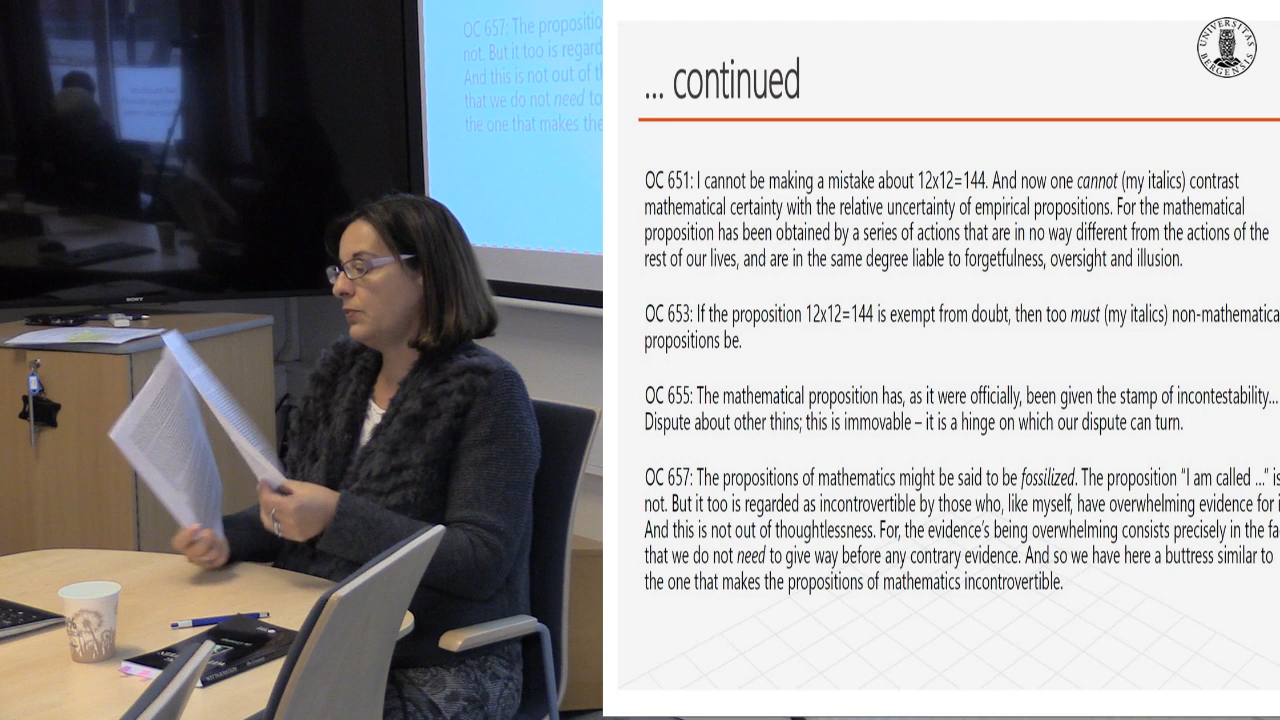 OC 657: The propositio
not. But it too is regard
And this is not out of t
that we do not need to
the one that makes the
SONY
UNIVERSITAS BERGENSIS
... continued
OC 651: I cannot be making a mistake about 12x12=144. And now one cannot (my italics) contrast
mathematical certainty with the relative uncertainty of empirical propositions. For the mathematical
proposition has been obtained by a series of actions that are in no way different from the actions of the
rest of our lives, and are in the same degree liable to forgetfulness, oversight and illusion.
OC 653: If the proposition 12x12=144 is exempt from doubt, then too must (my italics) non-mathematica
propositions be.
OC 655: The mathematical proposition has, as it were officially, been given the stamp of incontestability...
Dispute about other thins; this is immovable – it is a hinge on which our dispute can turn.
OC 657: The propositions of mathematics might be said to be fossilized. The proposition “I am called ...” is
not. But it too is regarded as incontrovertible by those who, like myself, have overwhelming evidence for
And this is not out of thoughtlessness. For, the evidence’s being overwhelming consists precisely in the fa
that we do not need to give way before any contrary evidence. And so we have here a buttress similar to
the one that makes the propositions of mathematics incontrovertible.